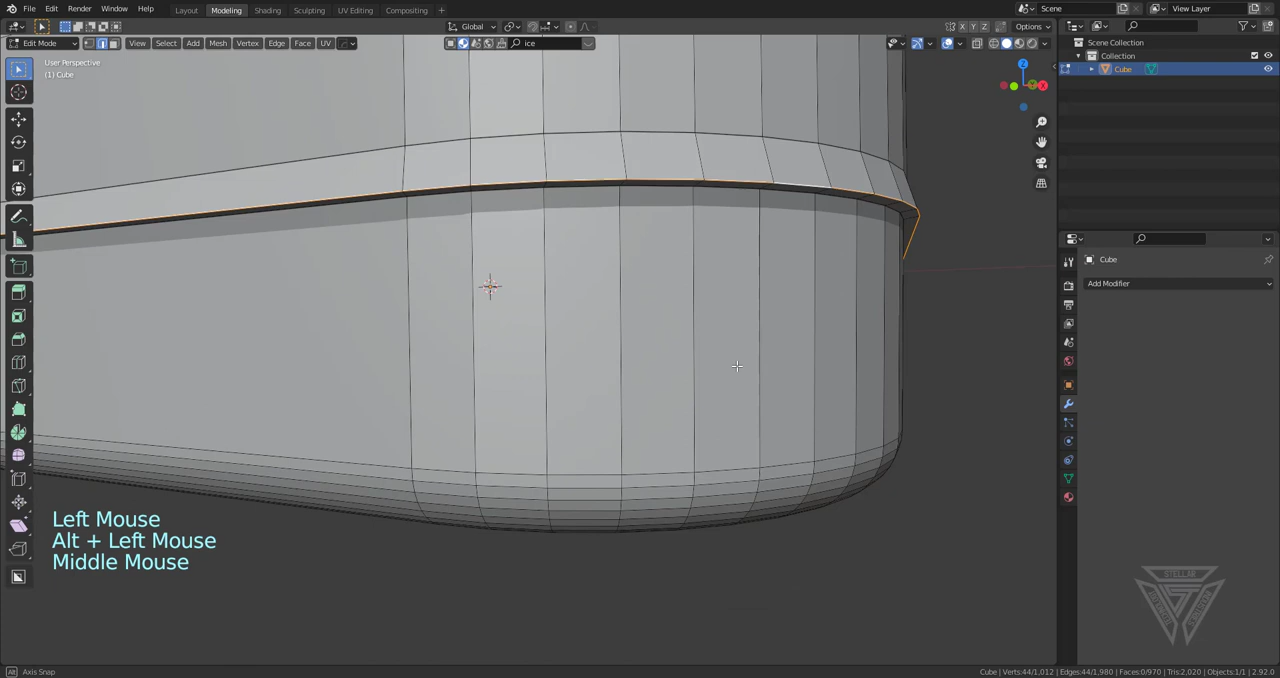 File Edit Render Window Help
Layout Modeling Shading Sculpting UV Editing Compositing +
Scene
View Layer
Global
Options
X Y Z
Edit Mode
View Select Add Mesh Vertex Edge Face UV
ice
User Perspective
(1) Cube
Z
X
Y
Scene Collection
Collection
Cube
Cube
Add Modifier
Left Mouse
Alt + Left Mouse
Middle Mouse
STELLAR
Alt Axis Snap
Cube | Verts:44/1,012 | Edges:44/1,980 | Faces:0/970 | Tris:2,020 | Objects:1/1 | 2.92.0